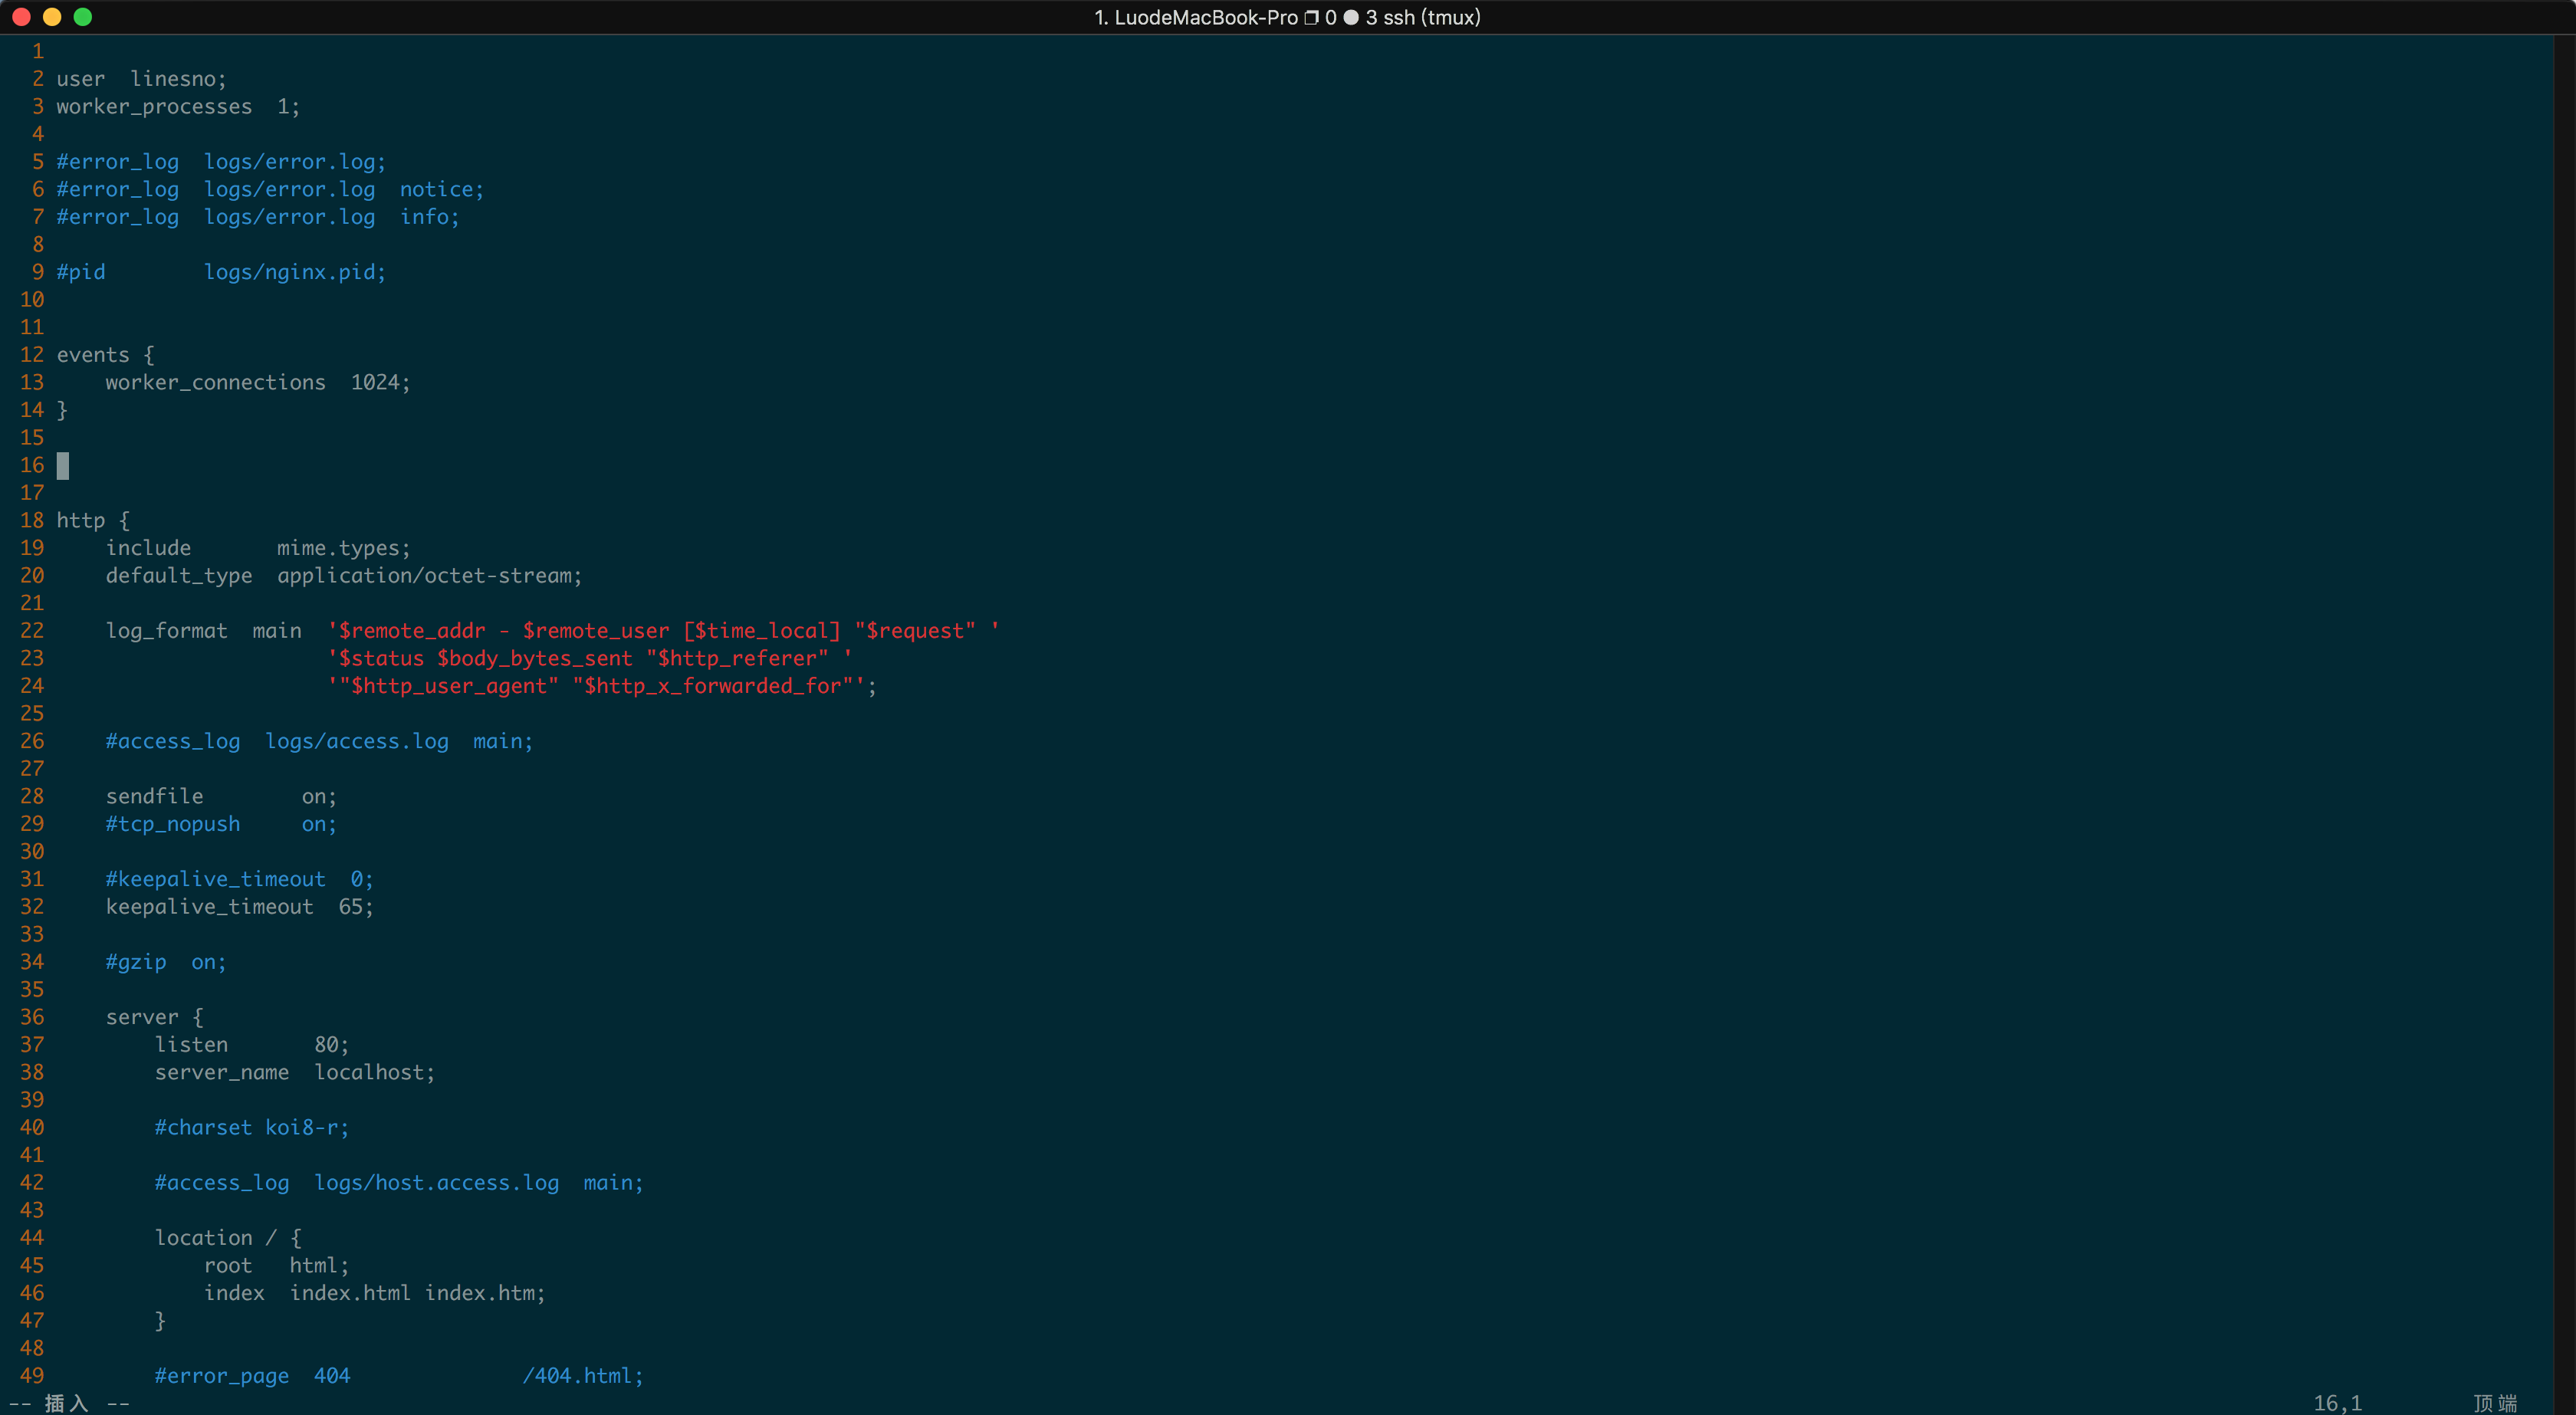 1. LuodeMacBook-Pro ❐ 0 ● 3 ssh (tmux)
1
2 user  linesno;
3 worker_processes  1;
4
5 #error_log  logs/error.log;
6 #error_log  logs/error.log  notice;
7 #error_log  logs/error.log  info;
8
9 #pid        logs/nginx.pid;
10
11
12 events {
13     worker_connections  1024;
14 }
15
16
17
18 http {
19     include       mime.types;
20     default_type  application/octet-stream;
21
22     log_format  main  '$remote_addr - $remote_user [$time_local] "$request" '
23                       '$status $body_bytes_sent "$http_referer" '
24                       '"$http_user_agent" "$http_x_forwarded_for"';
25
26     #access_log  logs/access.log  main;
27
28     sendfile        on;
29     #tcp_nopush     on;
30
31     #keepalive_timeout  0;
32     keepalive_timeout  65;
33
34     #gzip  on;
35
36     server {
37         listen       80;
38         server_name  localhost;
39
40         #charset koi8-r;
41
42         #access_log  logs/host.access.log  main;
43
44         location / {
45             root   html;
46             index  index.html index.htm;
47         }
48
49         #error_page  404              /404.html;
-- 插入 -- 16,1 顶端